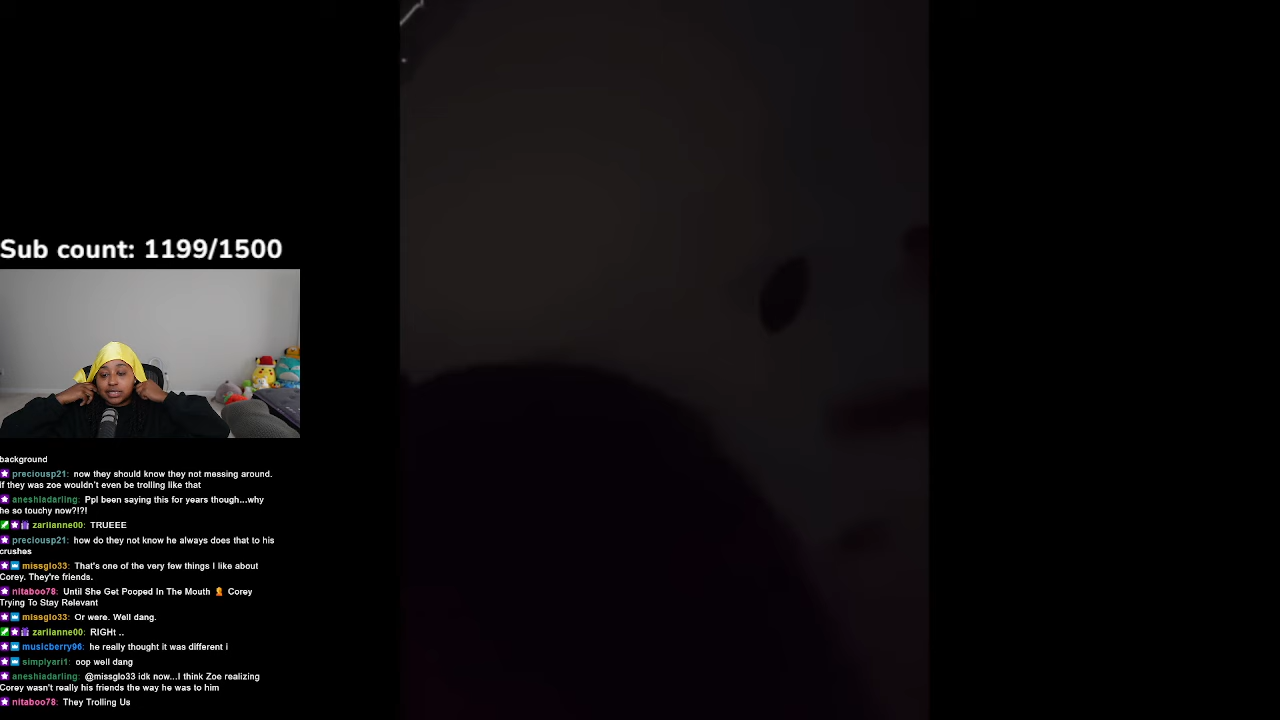 Sub count: 1199/1500
background
preciousp21: now they should know they not messing around.
if they was zoe wouldn't even be trolling like that
aneshiadarling: Ppl been saying this for years though...why
he so touchy now?!?!
zarlianne00: TRUEEE
preciousp21: how do they not know he always does that to his
crushes
missglo33: That's one of the very few things I like about
Corey. They're friends.
nitaboo78: Until She Get Pooped In The Mouth Corey
Trying To Stay Relevant
missglo33: Or were. Well dang.
zarlianne00: RIGHt ..
musicberry96: he really thought it was different i
simplyari1: oop well dang
aneshiadarling: @missglo33 idk now...I think Zoe realizing
Corey wasn't really his friends the way he was to him
nitaboo78: They Trolling Us